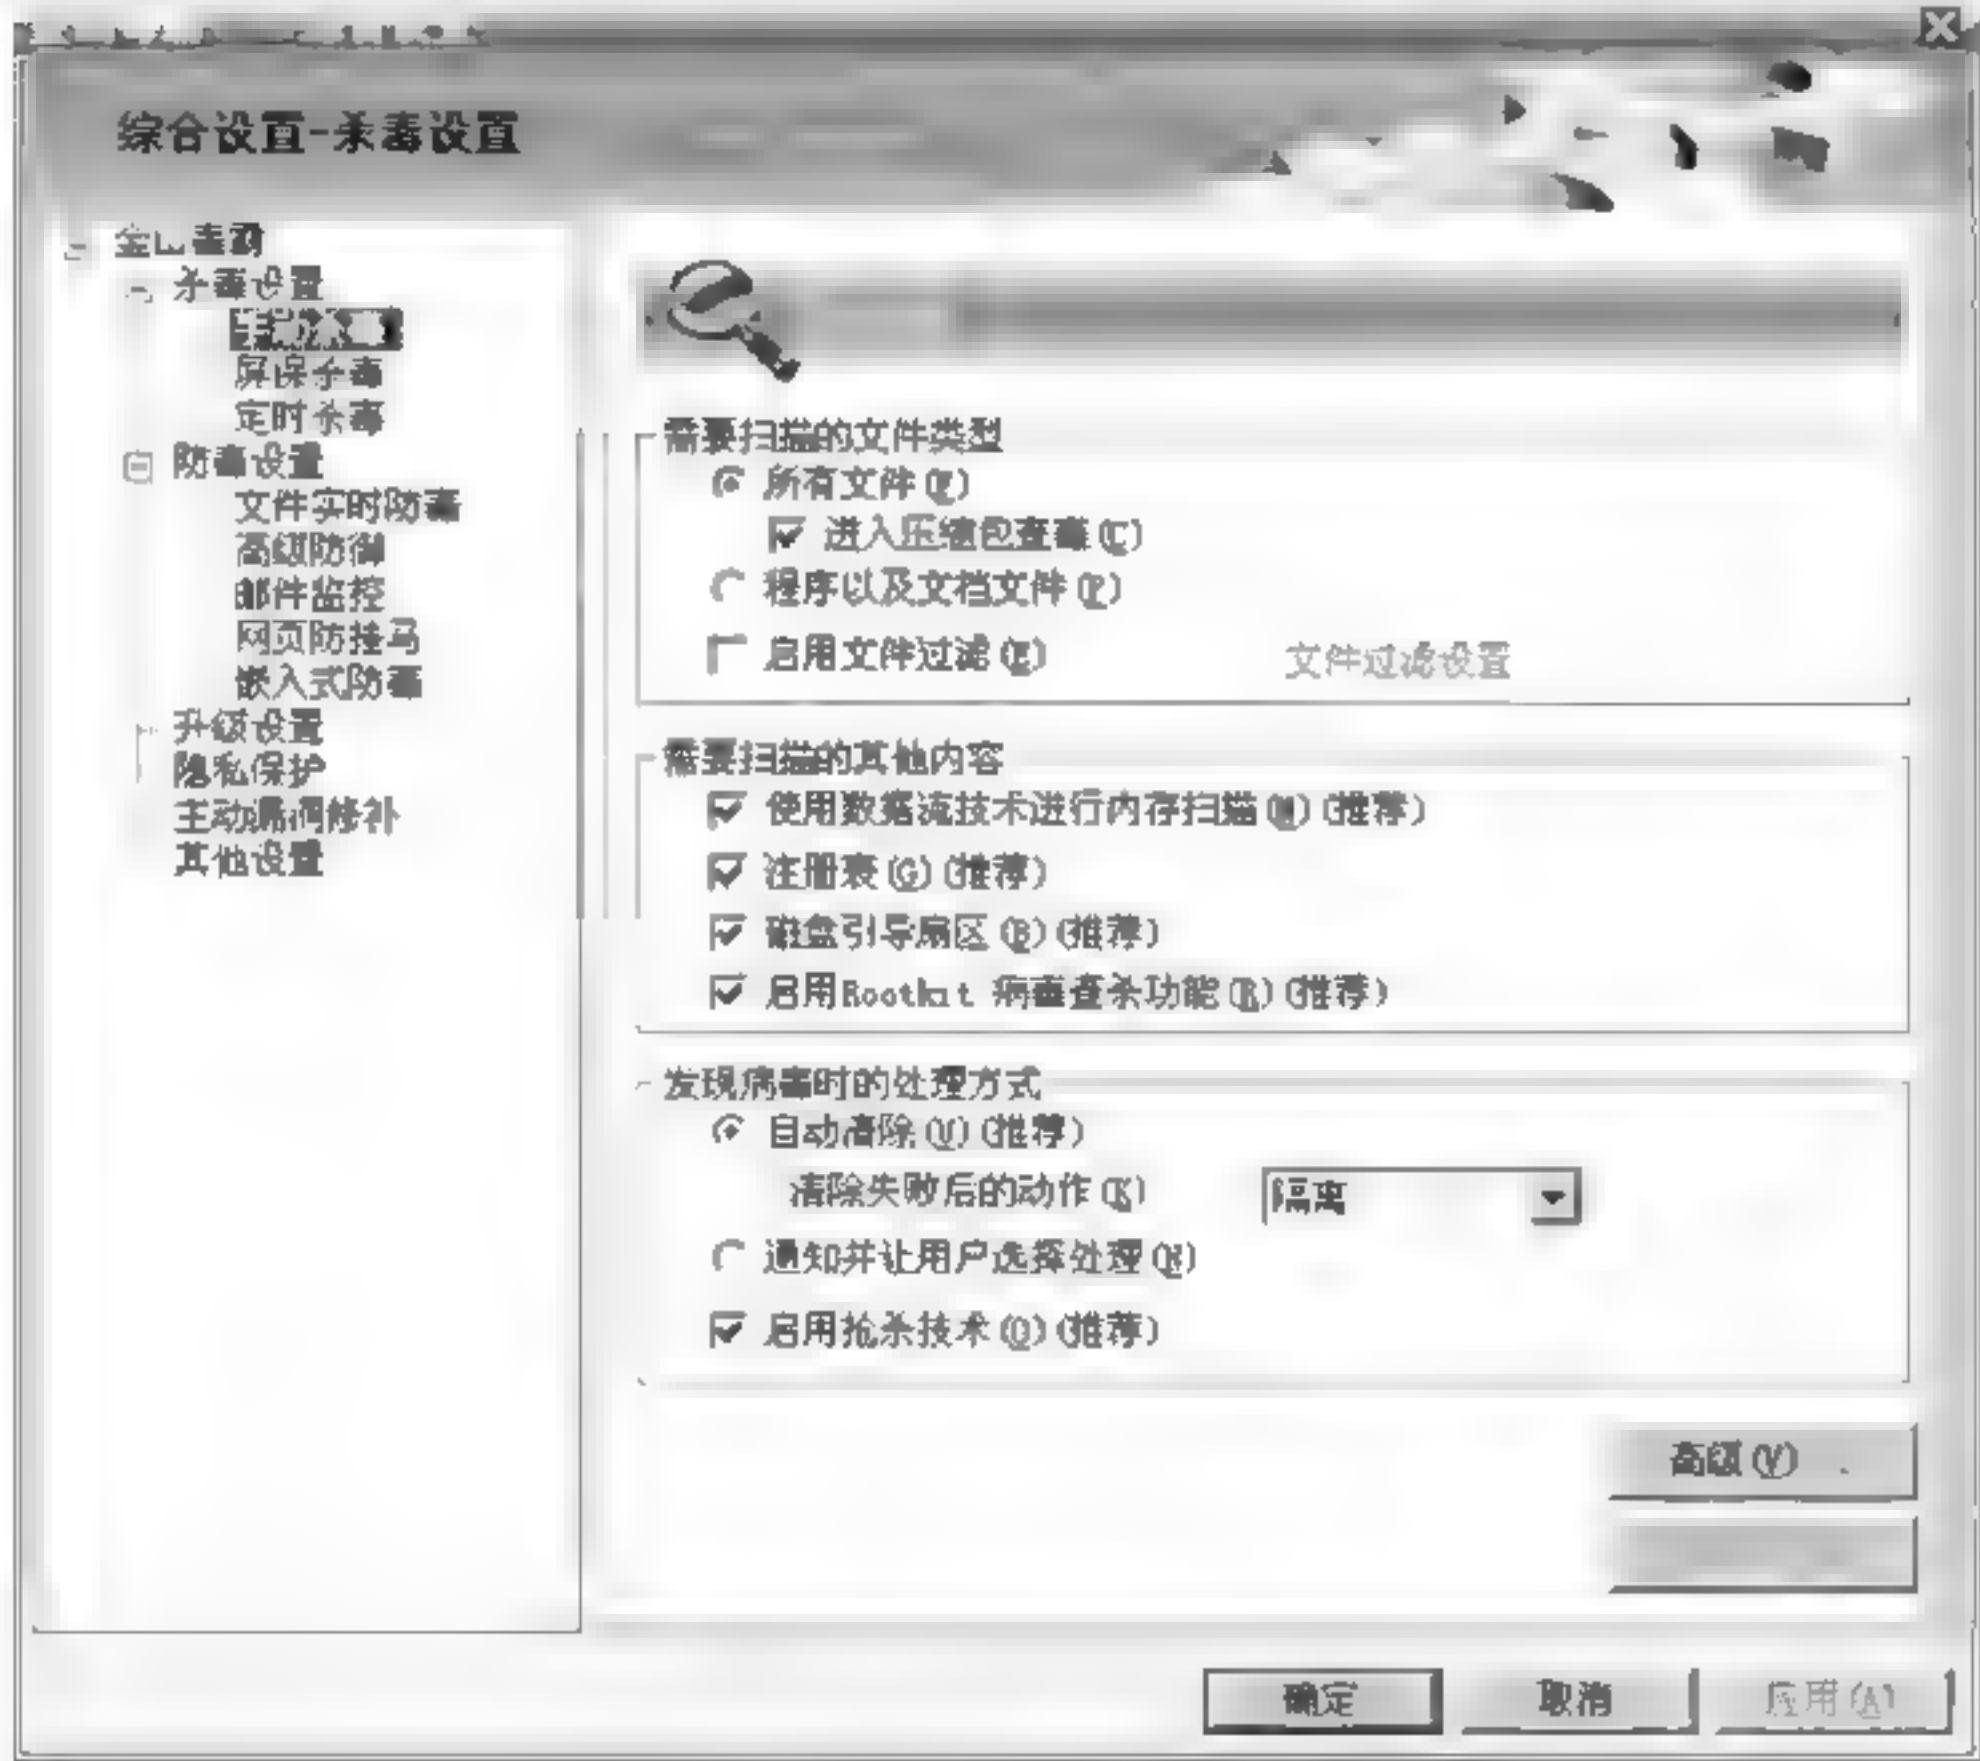 综合设置-杀毒设置
金山毒霸
杀毒设置
手动杀毒
屏保杀毒
定时杀毒
防毒设置
文件实时防毒
高级防御
邮件监控
网页防挂马
嵌入式防毒
升级设置
隐私保护
主动漏洞修补
其他设置
需要扫描的文件类型
所有文件(F)
进入压缩包查毒(C)
程序以及文档文件(P)
启用文件过滤(E)
文件过滤设置
需要扫描的其他内容
使用数据流技术进行内存扫描(M)(推荐)
注册表(G)(推荐)
磁盘引导扇区(B)(推荐)
启用Rootkit 病毒查杀功能(R)(推荐)
发现病毒时的处理方式
自动清除(V)(推荐)
清除失败后的动作(K)
隔离
通知并让用户选择处理(N)
启用抢杀技术(Q)(推荐)
高级(V)
确定
取消
应用(A)